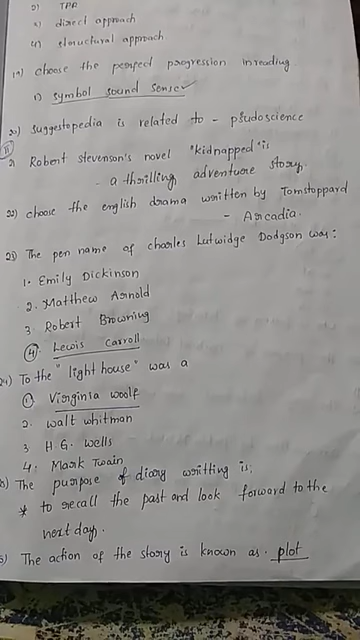 3) TPR
3) direct approach
4) structural approach
19) choose the perfect progression in reading
1) symbol sound sense
20) suggestopedia is related to - psudoscience
21 Robert stevenson's novel "kidnapped" is
- a thrilling adventure story.
22) choose the english drama written by Tomstoppard
- Arcadia.
23) The pen name of charles Lutwidge Dodgson was:
1. Emily Dickinson
2. Matthew Arnold
3. Robert Browning
4. Lewis Carroll
24) To the "light house" was a
1. Virginia woolf
2. walt whitman
3 H.G. wells
4. Mark Twain
The purpose of diary writting is,
* to recall the past and look forward to the
next day.
The action of the story is known as. plot